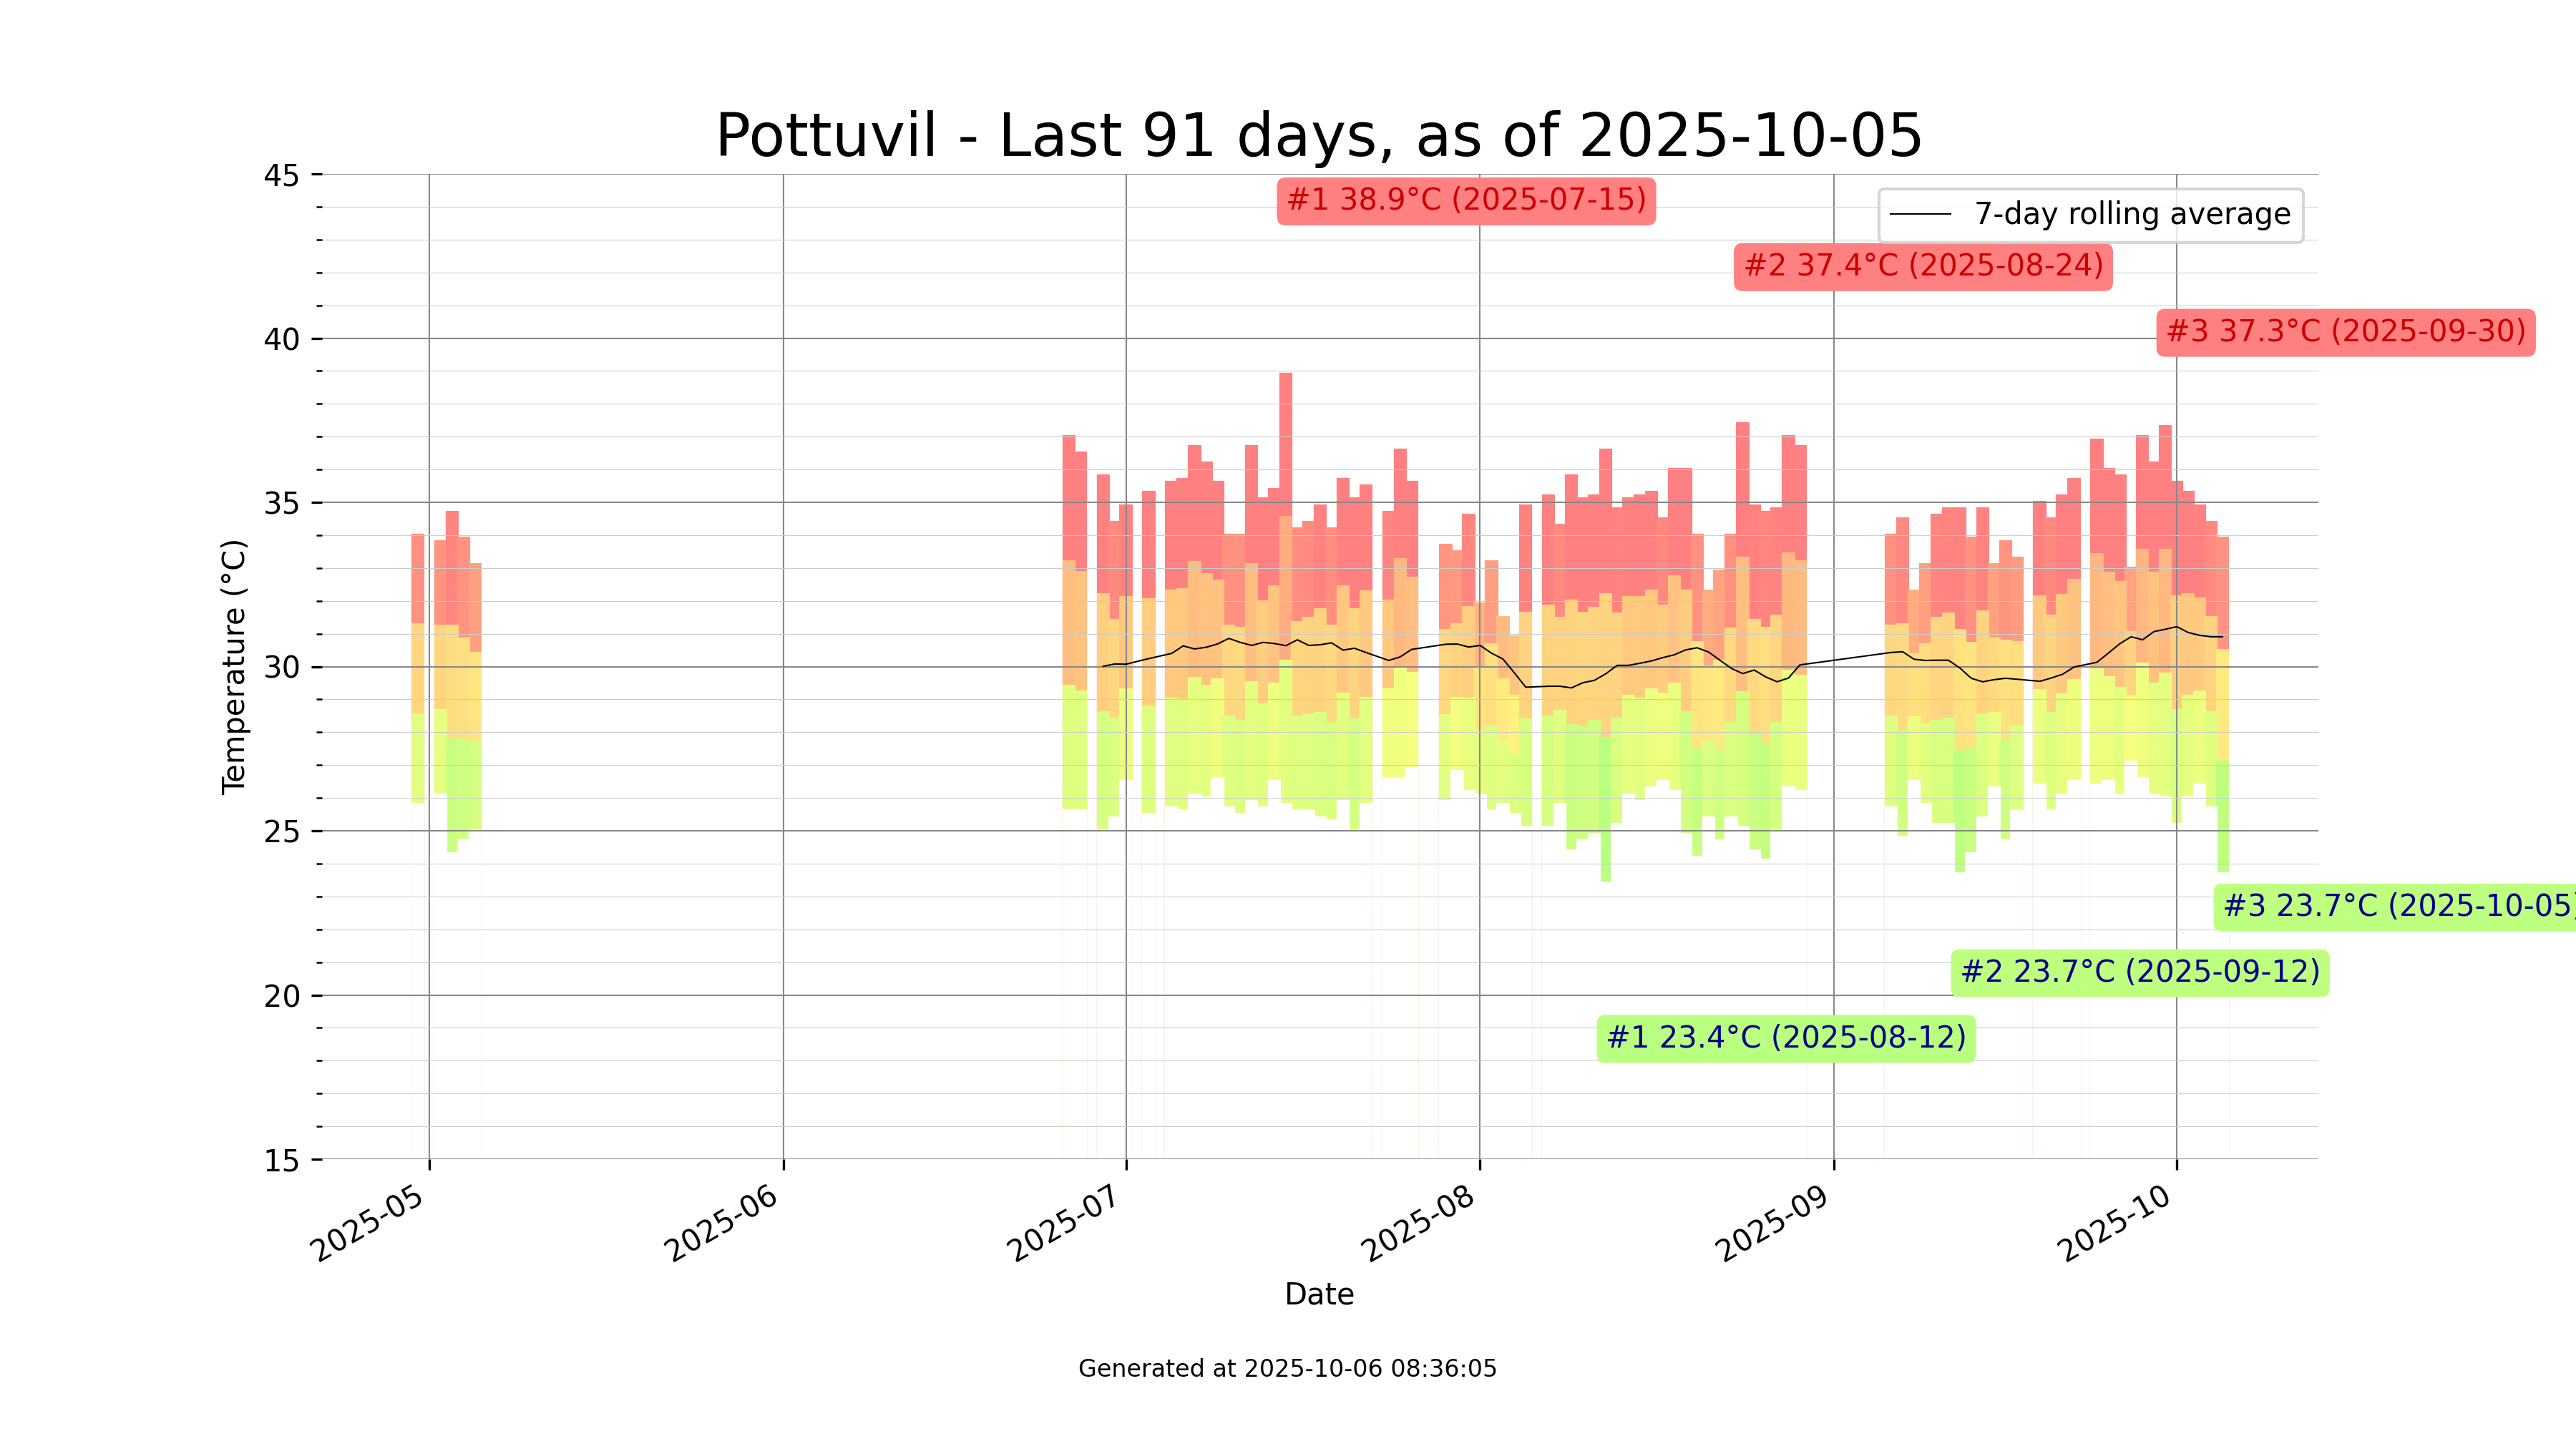 Pottuvil - Last 91 days, as of 2025-10-05
45
40
35
30
25
20
15
Temperature (°C)
7-day rolling average
#1 38.9°C (2025-07-15)
#2 37.4°C (2025-08-24)
#3 37.3°C (2025-09-30)
#3 23.7°C (2025-10-05)
#2 23.7°C (2025-09-12)
#1 23.4°C (2025-08-12)
2025-05
2025-06
2025-07
2025-08
2025-09
2025-10
Date
Generated at 2025-10-06 08:36:05